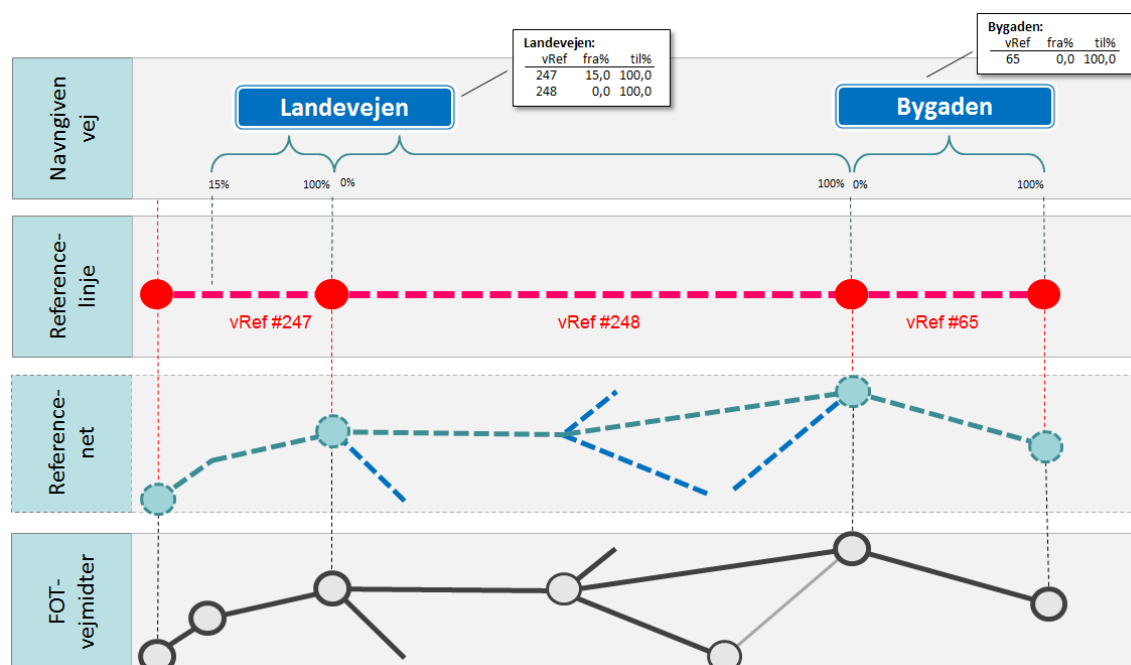 Landevejen:
vRef fra% til%
247 15,0 100,0
248 0,0 100,0
Bygaden:
vRef fra% til%
65 0,0 100,0
Navngiven
vej
Landevejen
Bygaden
15% 100% 0% 100% 0% 100%
Reference-
linje
vRef #247 vRef #248 vRef #65
Reference-
net
FOT-
vejmidter